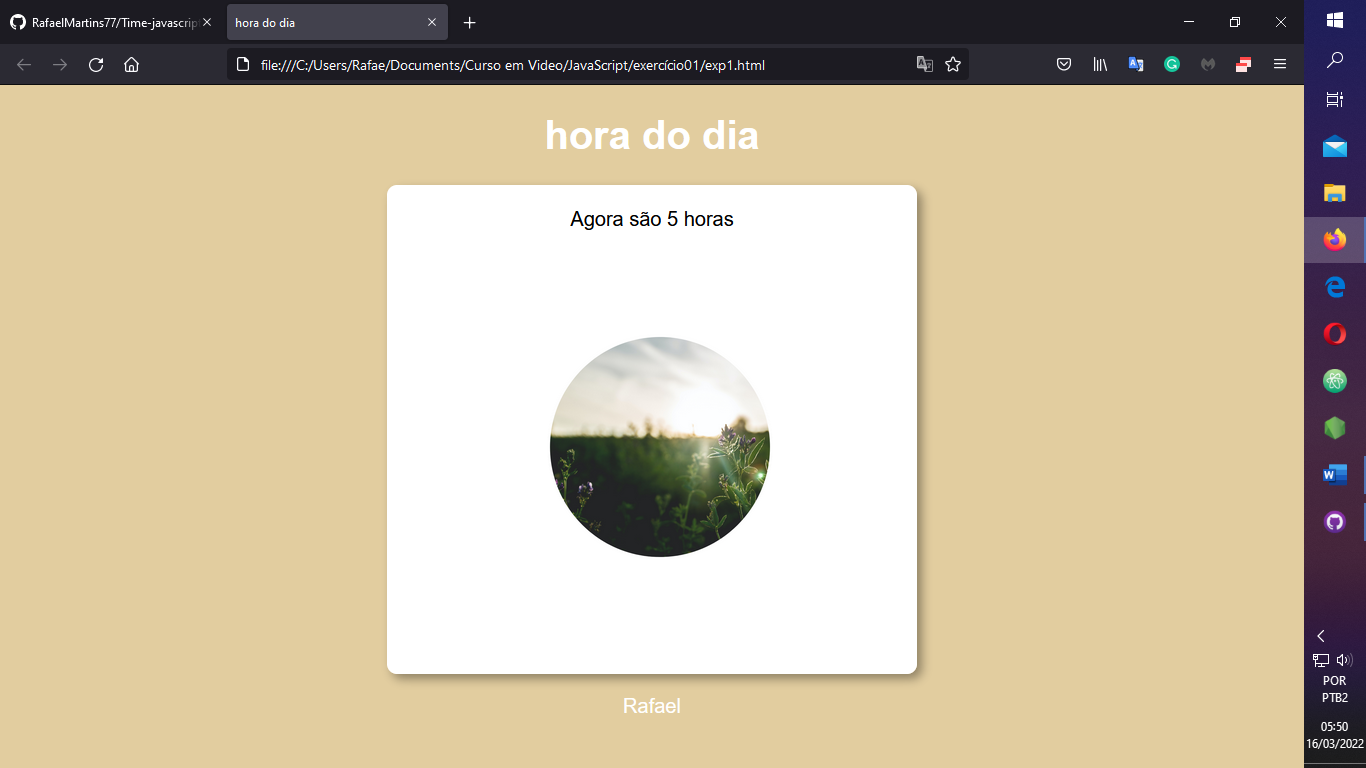 RafaelMartins77/Time-javascrip
hora do dia
file:///C:/Users/Rafae/Documents/Curso em Video/JavaScript/exercício01/exp1.html
hora do dia
Agora são 5 horas
Rafael
POR
PTB2
05:50
16/03/2022